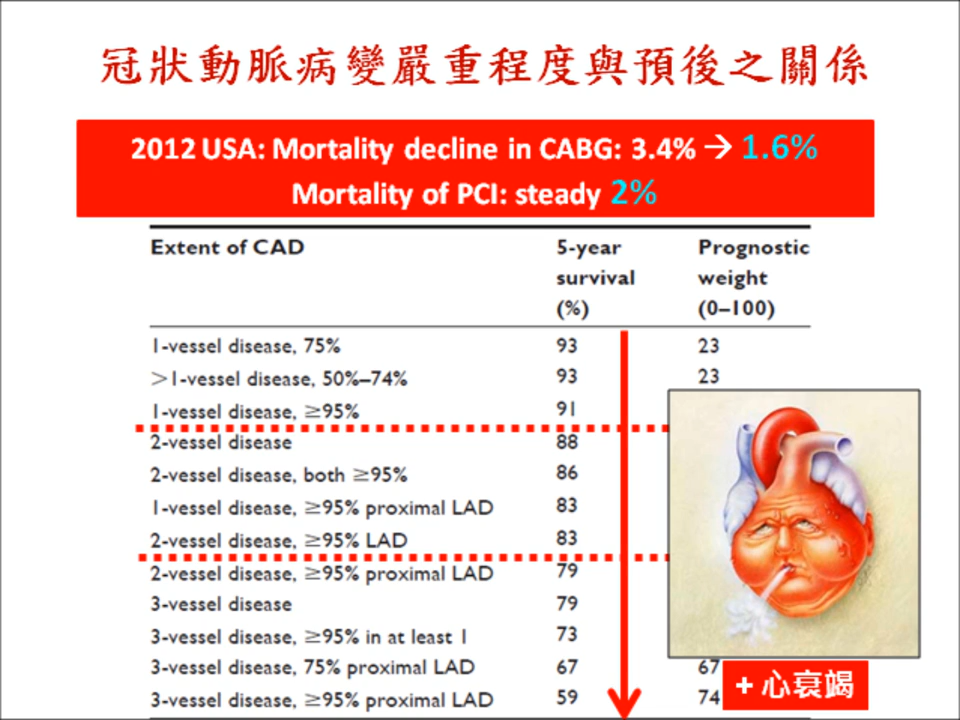 冠狀動脈病變嚴重程度與預後之關係
2012 USA: Mortality decline in CABG: 3.4% → 1.6%
Mortality of PCI: steady 2%
Extent of CAD 5-year survival (%) Prognostic weight (0–100)
1-vessel disease, 75% 93 23
>1-vessel disease, 50%–74% 93 23
1-vessel disease, ≥95% 91
2-vessel disease 88
2-vessel disease, both ≥95% 86
1-vessel disease, ≥95% proximal LAD 83
2-vessel disease, ≥95% LAD 83
2-vessel disease, ≥95% proximal LAD 79
3-vessel disease 79
3-vessel disease, ≥95% in at least 1 73
3-vessel disease, 75% proximal LAD 67 67
3-vessel disease, ≥95% proximal LAD 59 74
+ 心衰竭